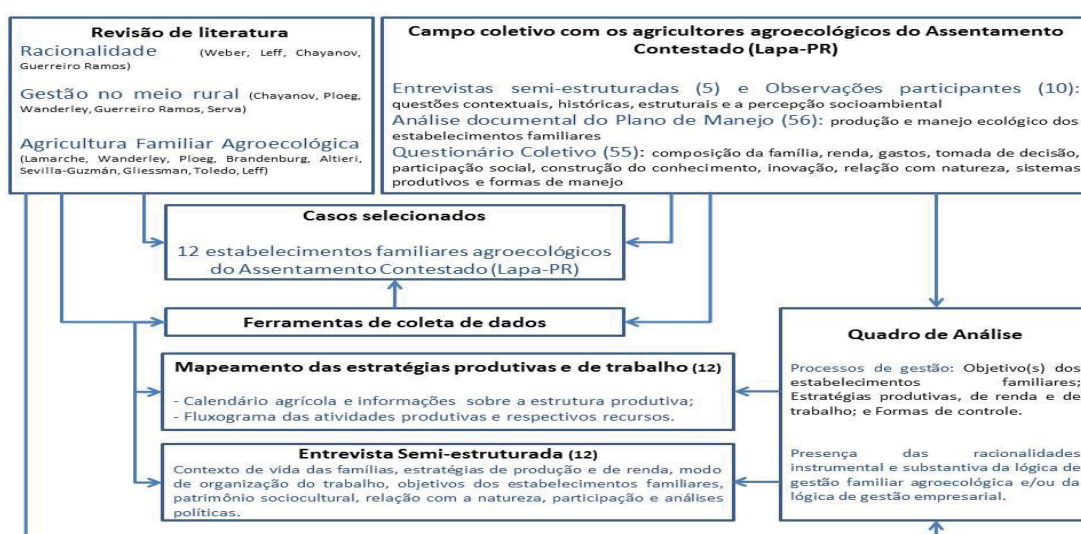 Revisão de literatura
Racionalidade (Weber, Leff, Chayanov,
Guerreiro Ramos)
Gestão no meio rural (Chayanov, Ploeg,
Wanderley, Guerreiro Ramos, Serva)
Agricultura Familiar Agroecológica
(Lamarche, Wanderley, Ploeg, Brandenburg, Altieri,
Sevilla-Guzmán, Gliessman, Toledo, Leff)
Campo coletivo com os agricultores agroecológicos do Assentamento
Contestado (Lapa-PR)
Entrevistas semi-estruturadas (5) e Observações participantes (10):
questões contextuais, históricas, estruturais e a percepção socioambiental
Análise documental do Plano de Manejo (56): produção e manejo ecológico dos
estabelecimentos familiares
Questionário Coletivo (55): composição da família, renda, gastos, tomada de decisão,
participação social, construção do conhecimento, inovação, relação com natureza, sistemas
produtivos e formas de manejo
Casos selecionados
12 estabelecimentos familiares agroecológicos
do Assentamento Contestado (Lapa-PR)
Ferramentas de coleta de dados
Mapeamento das estratégias produtivas e de trabalho (12)
- Calendário agrícola e informações sobre a estrutura produtiva;
- Fluxograma das atividades produtivas e respectivos recursos.
Entrevista Semi-estruturada (12)
Contexto de vida das famílias, estratégias de produção e de renda, modo
de organização do trabalho, objetivos dos estabelecimentos familiares,
patrimônio sociocultural, relação com a natureza, participação e análises
políticas.
Quadro de Análise
Processos de gestão: Objetivo(s) dos
estabelecimentos familiares;
Estratégias produtivas, de renda e de
trabalho; e Formas de controle.
Presença das racionalidades
instrumental e substantiva da lógica de
gestão familiar agroecológica e/ou da
lógica de gestão empresarial.